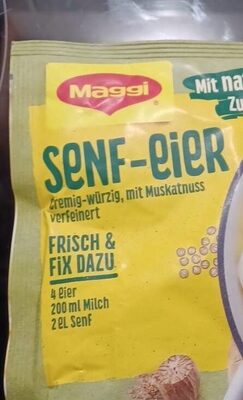 Maggi
Mit
Zu
SENF-EIER
Cremig-würzig, mit Muskatnuss
verfeinert
FRISCH &
FIX DAZU
4 Eier
200 ml Milch
2 EL Senf